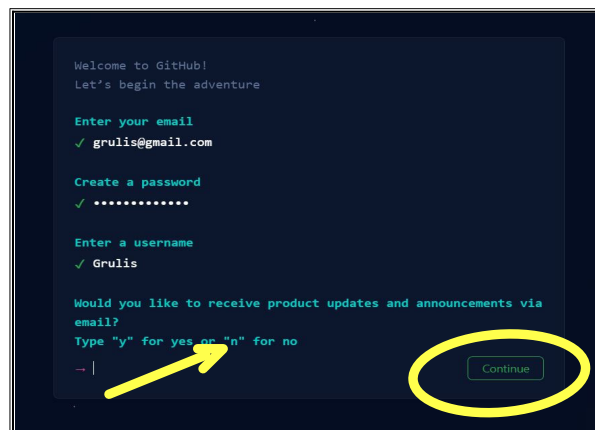 Welcome to GitHub!
Let’s begin the adventure
Enter your email
✓ grulis@gmail.com
Create a password
✓ •••••••••••••
Enter a username
✓ Grulis
Would you like to receive product updates and announcements via
email?
Type "y" for yes or "n" for no
→
Continue